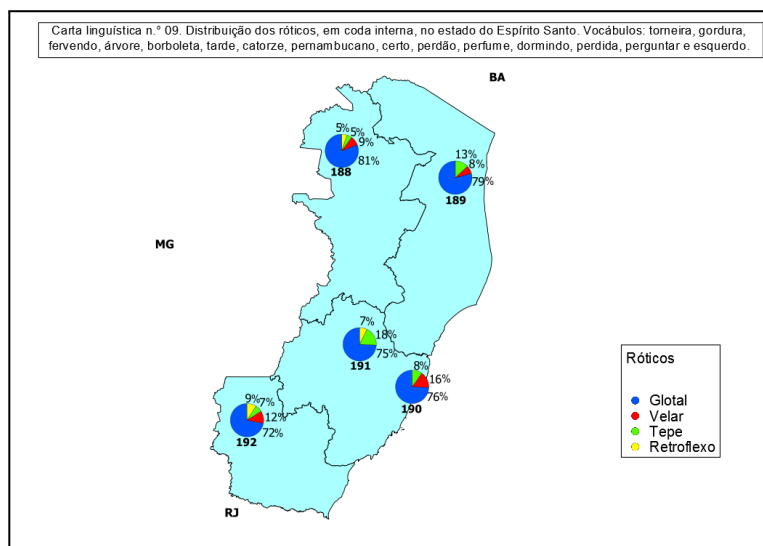 Carta linguística n.° 09. Distribuição dos róticos, em coda interna, no estado do Espírito Santo. Vocábulos: torneira, gordura,
fervendo, árvore, borboleta, tarde, catorze, pernambucano, certo, perdão, perfume, dormindo, perdida, perguntar e esquerdo.
BA
5%
5%
9%
81%
188
13%
8%
79%
189
MG
7%
18%
75%
191
8%
16%
76%
190
9%
7%
12%
72%
192
RJ
Róticos
Glotal
Velar
Tepe
Retroflexo